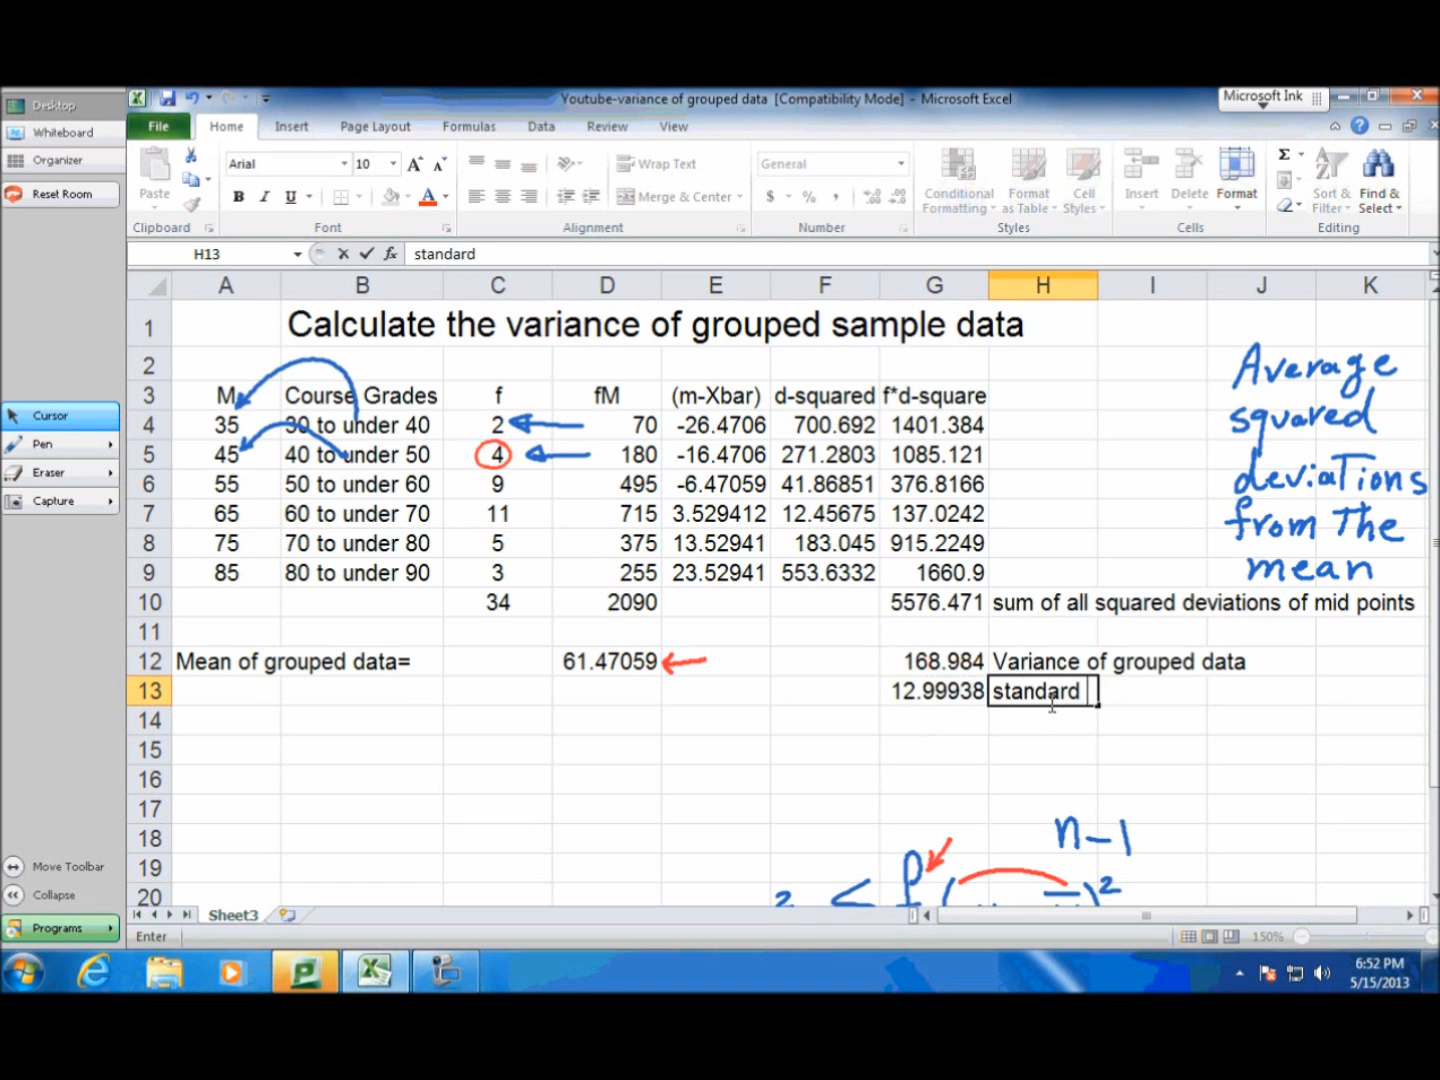 Desktop
Whiteboard
Organizer
Reset Room
Cursor
Pen
Eraser
Capture
Move Toolbar
Collapse
Programs
Youtube-variance of grouped data [Compatibility Mode] - Microsoft Excel
Microsoft Ink
File Home Insert Page Layout Formulas Data Review View
Paste
Clipboard
Arial 10
B I U A
Font
Wrap Text
Merge & Center
Alignment
General
$ % ,
Number
Conditional Formatting
Format as Table
Cell Styles
Styles
Insert Delete Format
Cells
Σ
Sort & Filter
Find & Select
Editing
H13 fx standard
A B C D E F G H I J K
1 Calculate the variance of grouped sample data
2
3 M Course Grades f fM (m-Xbar) d-squared f*d-square
4 35 30 to under 40 2 70 -26.4706 700.692 1401.384
5 45 40 to under 50 4 180 -16.4706 271.2803 1085.121
6 55 50 to under 60 9 495 -6.47059 41.86851 376.8166
7 65 60 to under 70 11 715 3.529412 12.45675 137.0242
8 75 70 to under 80 5 375 13.52941 183.045 915.2249
9 85 80 to under 90 3 255 23.52941 553.6332 1660.9
10 34 2090 5576.471 sum of all squared deviations of mid points
11
12 Mean of grouped data= 61.47059 168.984 Variance of grouped data
13 12.99938 standard
14
15
16
17
18
19
20
Average
squared
deviations
from The
mean
n-1
f ( )²
Sheet3
Enter
150%
6:52 PM
5/15/2013